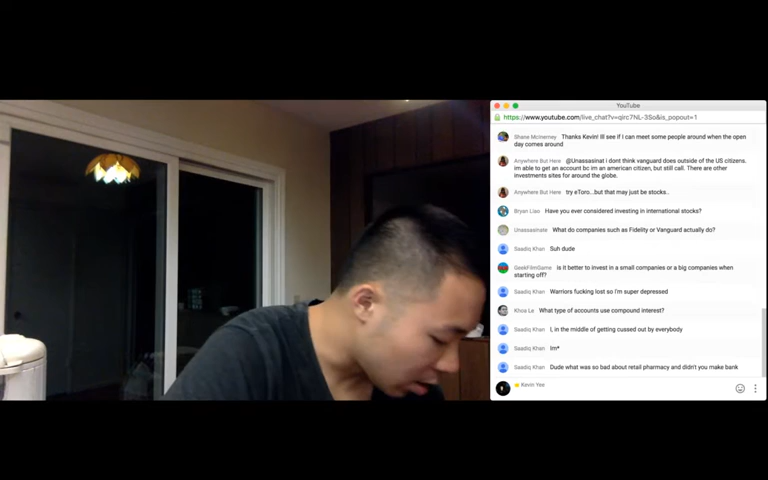 YouTube
https://www.youtube.com/live_chat?v=qirc7NL-3So&is_popout=1
Shane McInerney Thanks Kevin! Ill see if I can meet some people around when the open
day comes around
Anywhere But Here @Unassasinat I dont think vanguard does outside of the US citizens.
im able to get an account bc im an american citizen, but still call. There are other
investments sites for around the globe.
Anywhere But Here try eToro...but that may just be stocks..
Bryan Liao Have you ever considered investing in international stocks?
Unassasinate What do companies such as Fidelity or Vanguard actually do?
Saadiq Khan Suh dude
GeekFilmGame is it better to invest in a small companies or a big companies when
starting off?
Saadiq Khan Warriors fucking lost so I'm super depressed
Khoa Le What type of accounts use compound interest?
Saadiq Khan I, in the middle of getting cussed out by everybody
Saadiq Khan Im*
Saadiq Khan Dude what was so bad about retail pharmacy and didn't you make bank
Kevin Yee